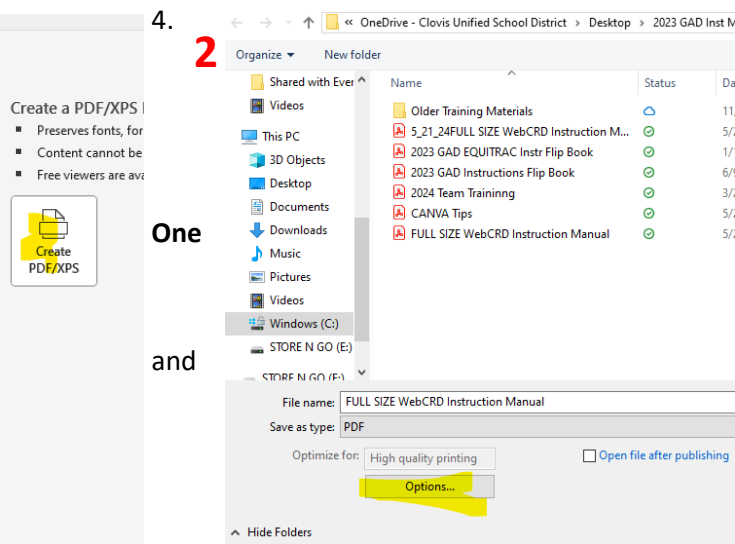 4.
2
« OneDrive - Clovis Unified School District > Desktop > 2023 GAD Inst M
Organize
New folder
Shared with Ever
Videos
This PC
3D Objects
Desktop
Documents
Downloads
Music
Pictures
Videos
Windows (C:)
STORE N GO (E:)
STORE N GO (E:)
Name Status Da
Older Training Materials 11,
5_21_24FULL SIZE WebCRD Instruction M... 5/2
2023 GAD EQUITRAC Instr Flip Book 1/1
2023 GAD Instructions Flip Book 6/9
2024 Team Traininng 3/2
CANVA Tips 5/2
FULL SIZE WebCRD Instruction Manual 5/2
Create a PDF/XPS
Preserves fonts, for
Content cannot be
Free viewers are ava
Create
PDF/XPS
One
and
File name: FULL SIZE WebCRD Instruction Manual
Save as type: PDF
Optimize for: High quality printing
Open file after publishing
Options...
Hide Folders